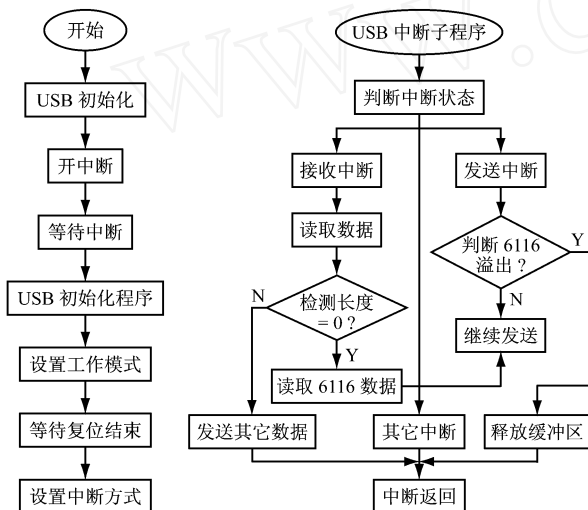 开始
USB 初始化
开中断
等待中断
USB 初始化程序
设置工作模式
等待复位结束
设置中断方式
USB 中断子程序
判断中断状态
接收中断
发送中断
读取数据
判断 6116
溢出？
Y
N
检测长度
= 0？
N
Y
继续发送
读取 6116 数据
发送其它数据
其它中断
释放缓冲区
中断返回
www.c